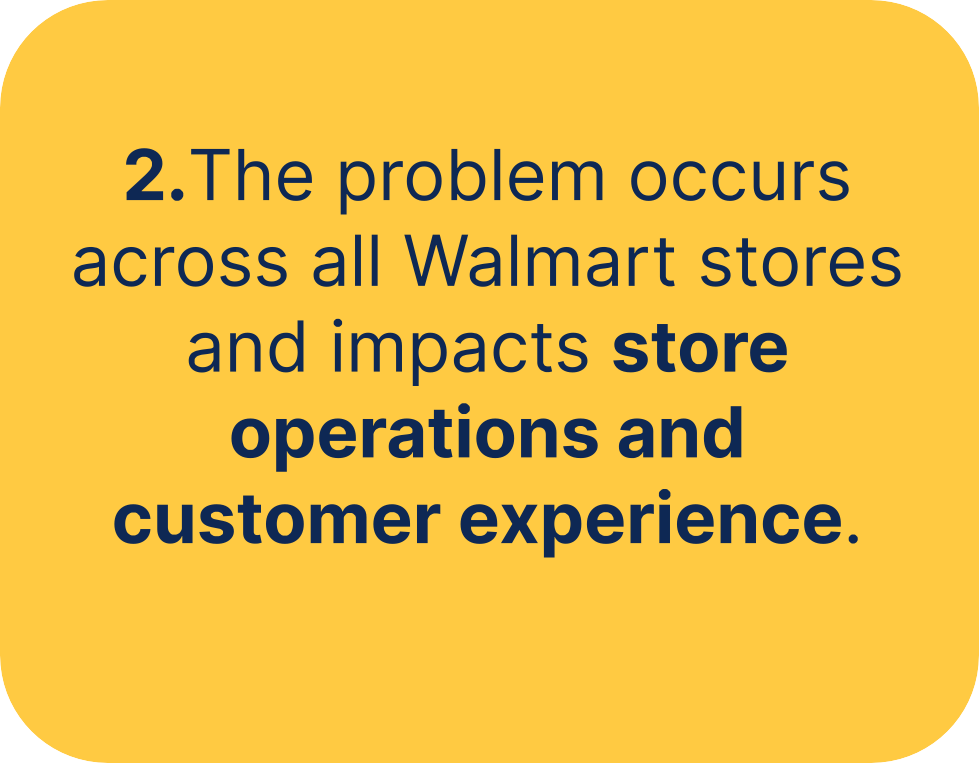 2.The problem occurs
across all Walmart stores
and impacts store
operations and
customer experience.